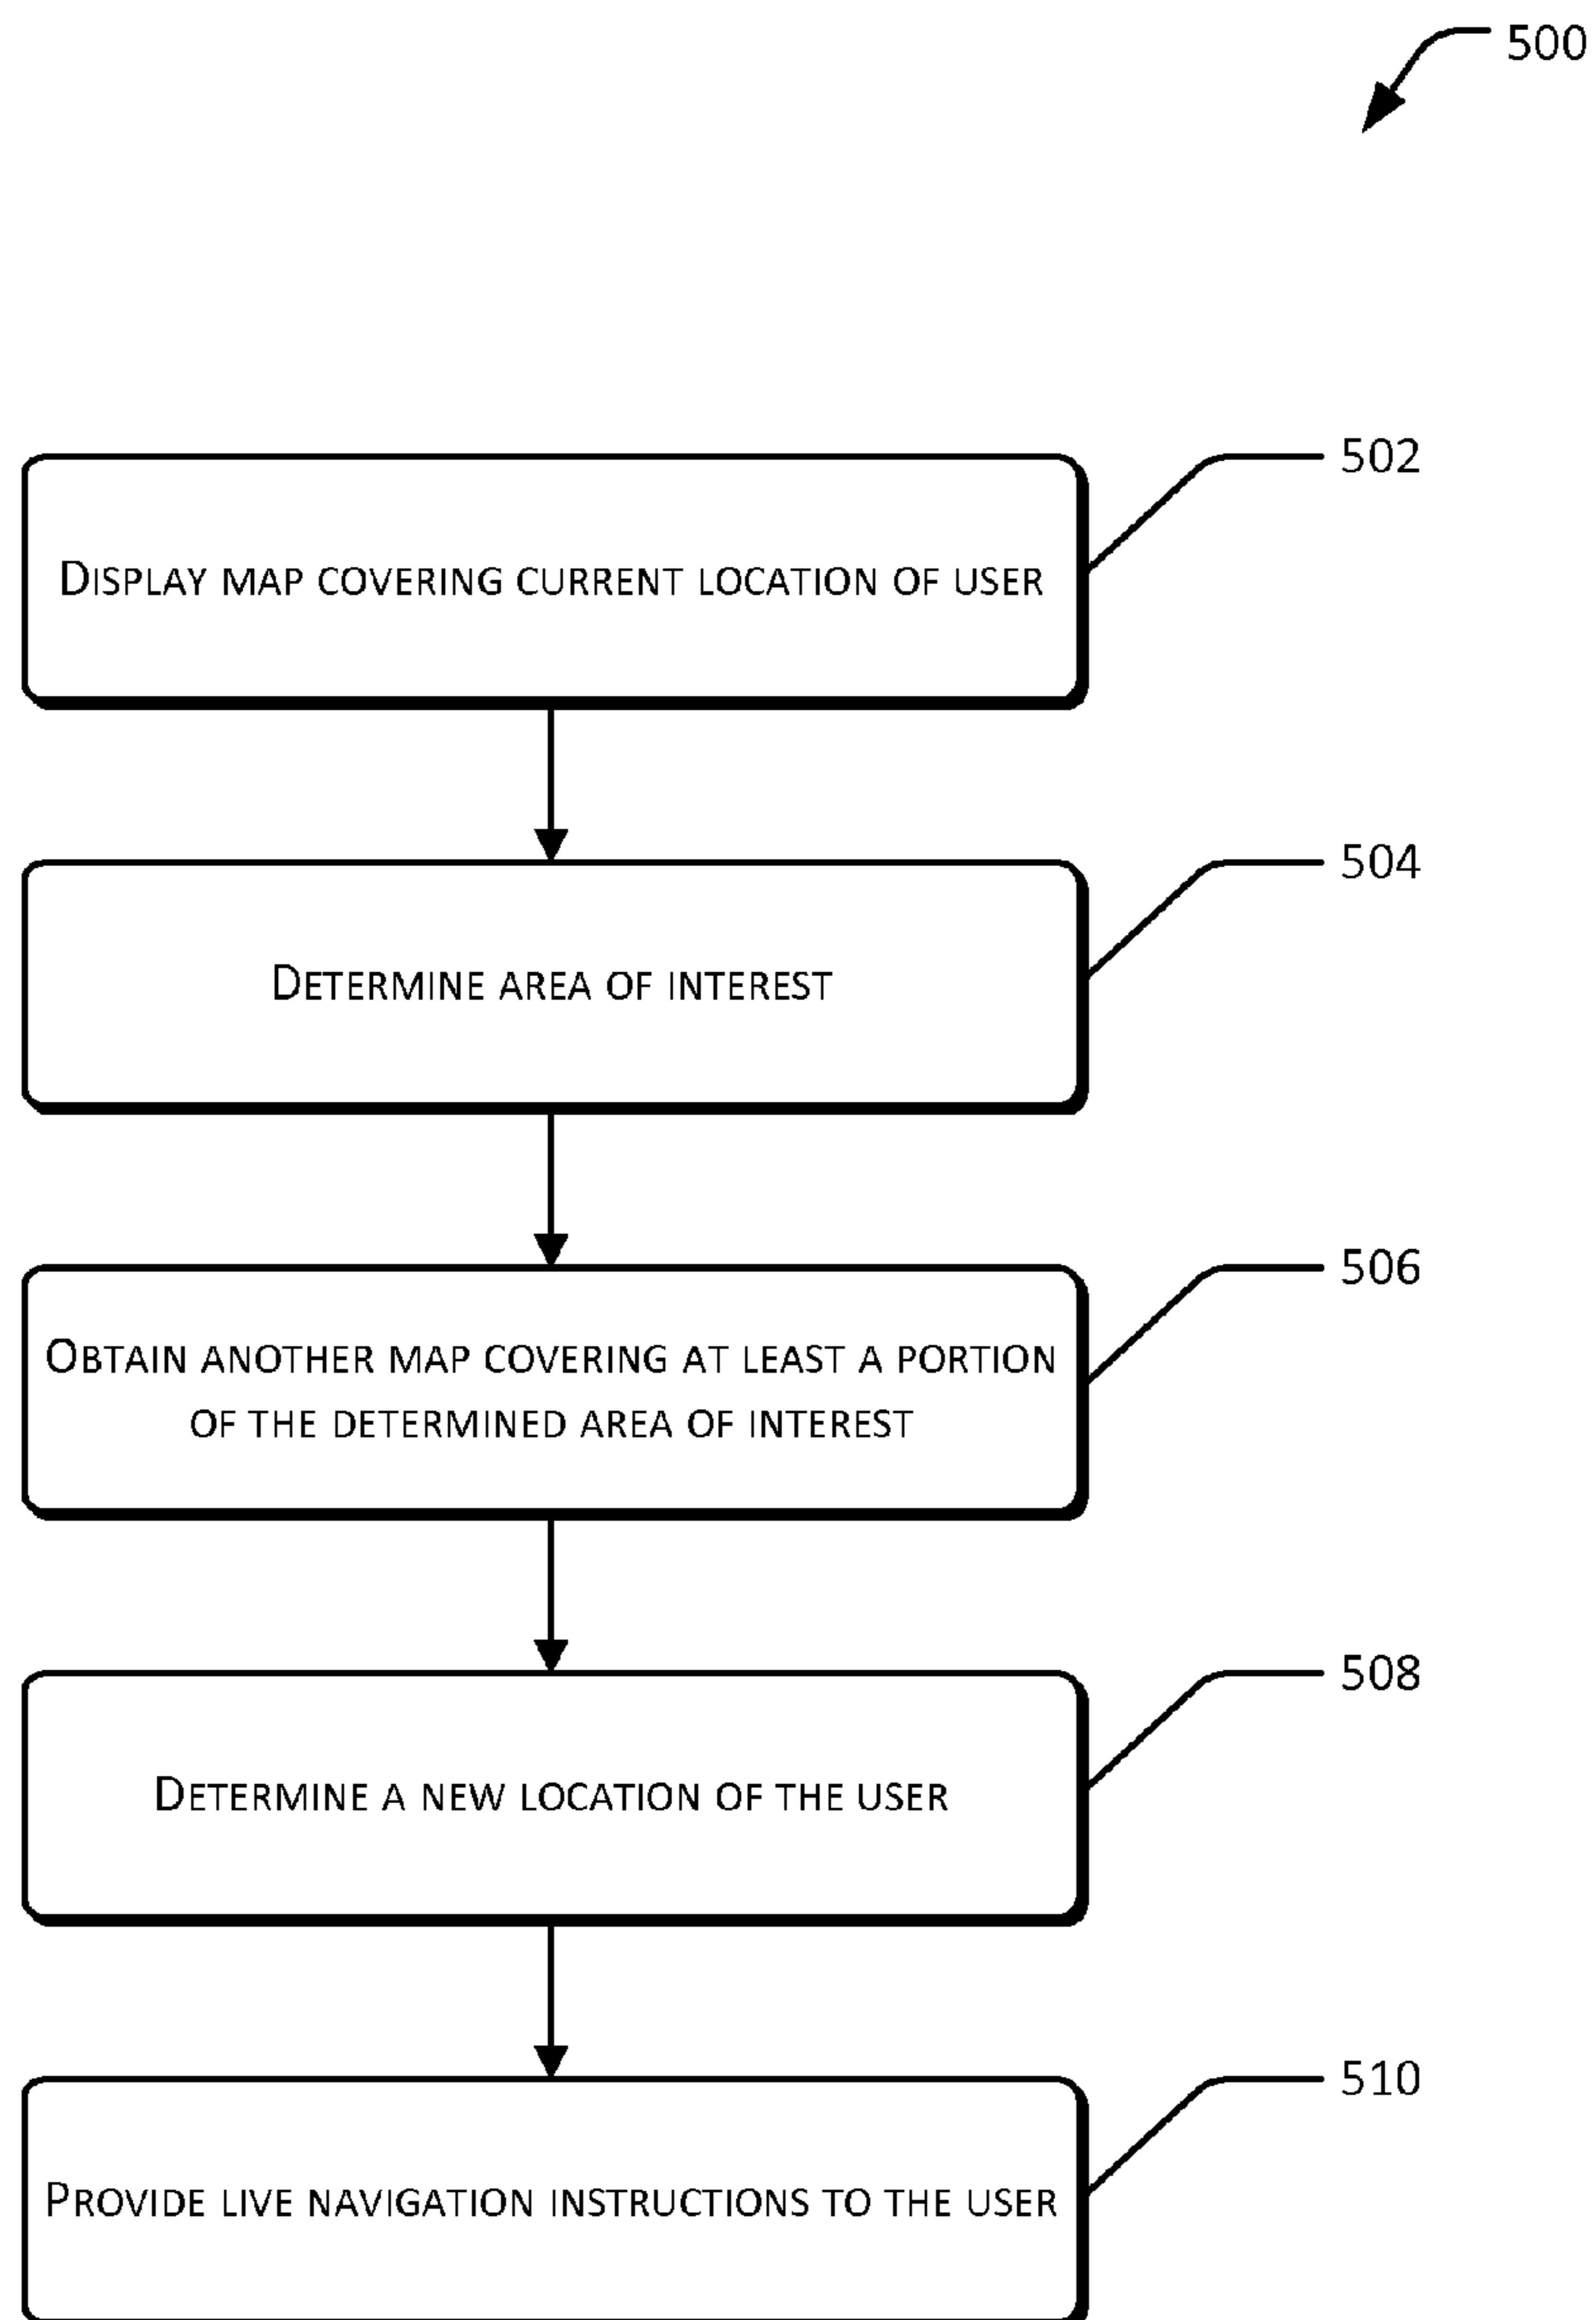 500
502
DISPLAY MAP COVERING CURRENT LOCATION OF USER
504
DETERMINE AREA OF INTEREST
506
OBTAIN ANOTHER MAP COVERING AT LEAST A PORTION
OF THE DETERMINED AREA OF INTEREST
508
DETERMINE A NEW LOCATION OF THE USER
510
PROVIDE LIVE NAVIGATION INSTRUCTIONS TO THE USER